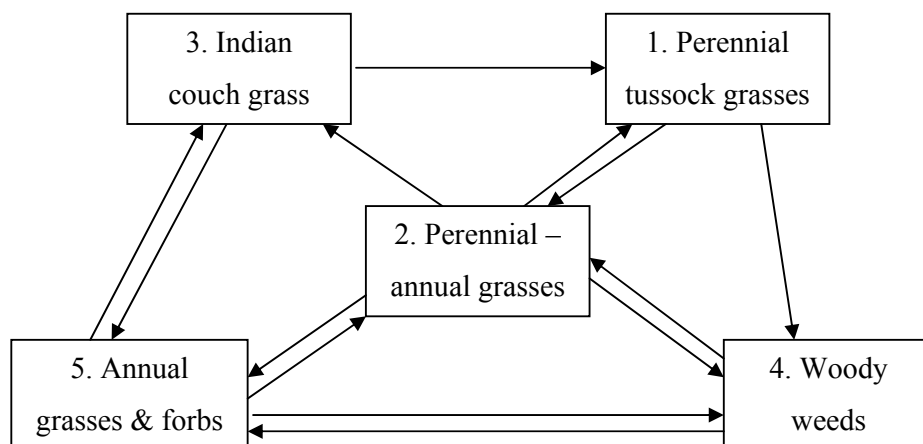 3. Indian
couch grass
1. Perennial
tussock grasses
2. Perennial –
annual grasses
5. Annual
grasses & forbs
4. Woody
weeds